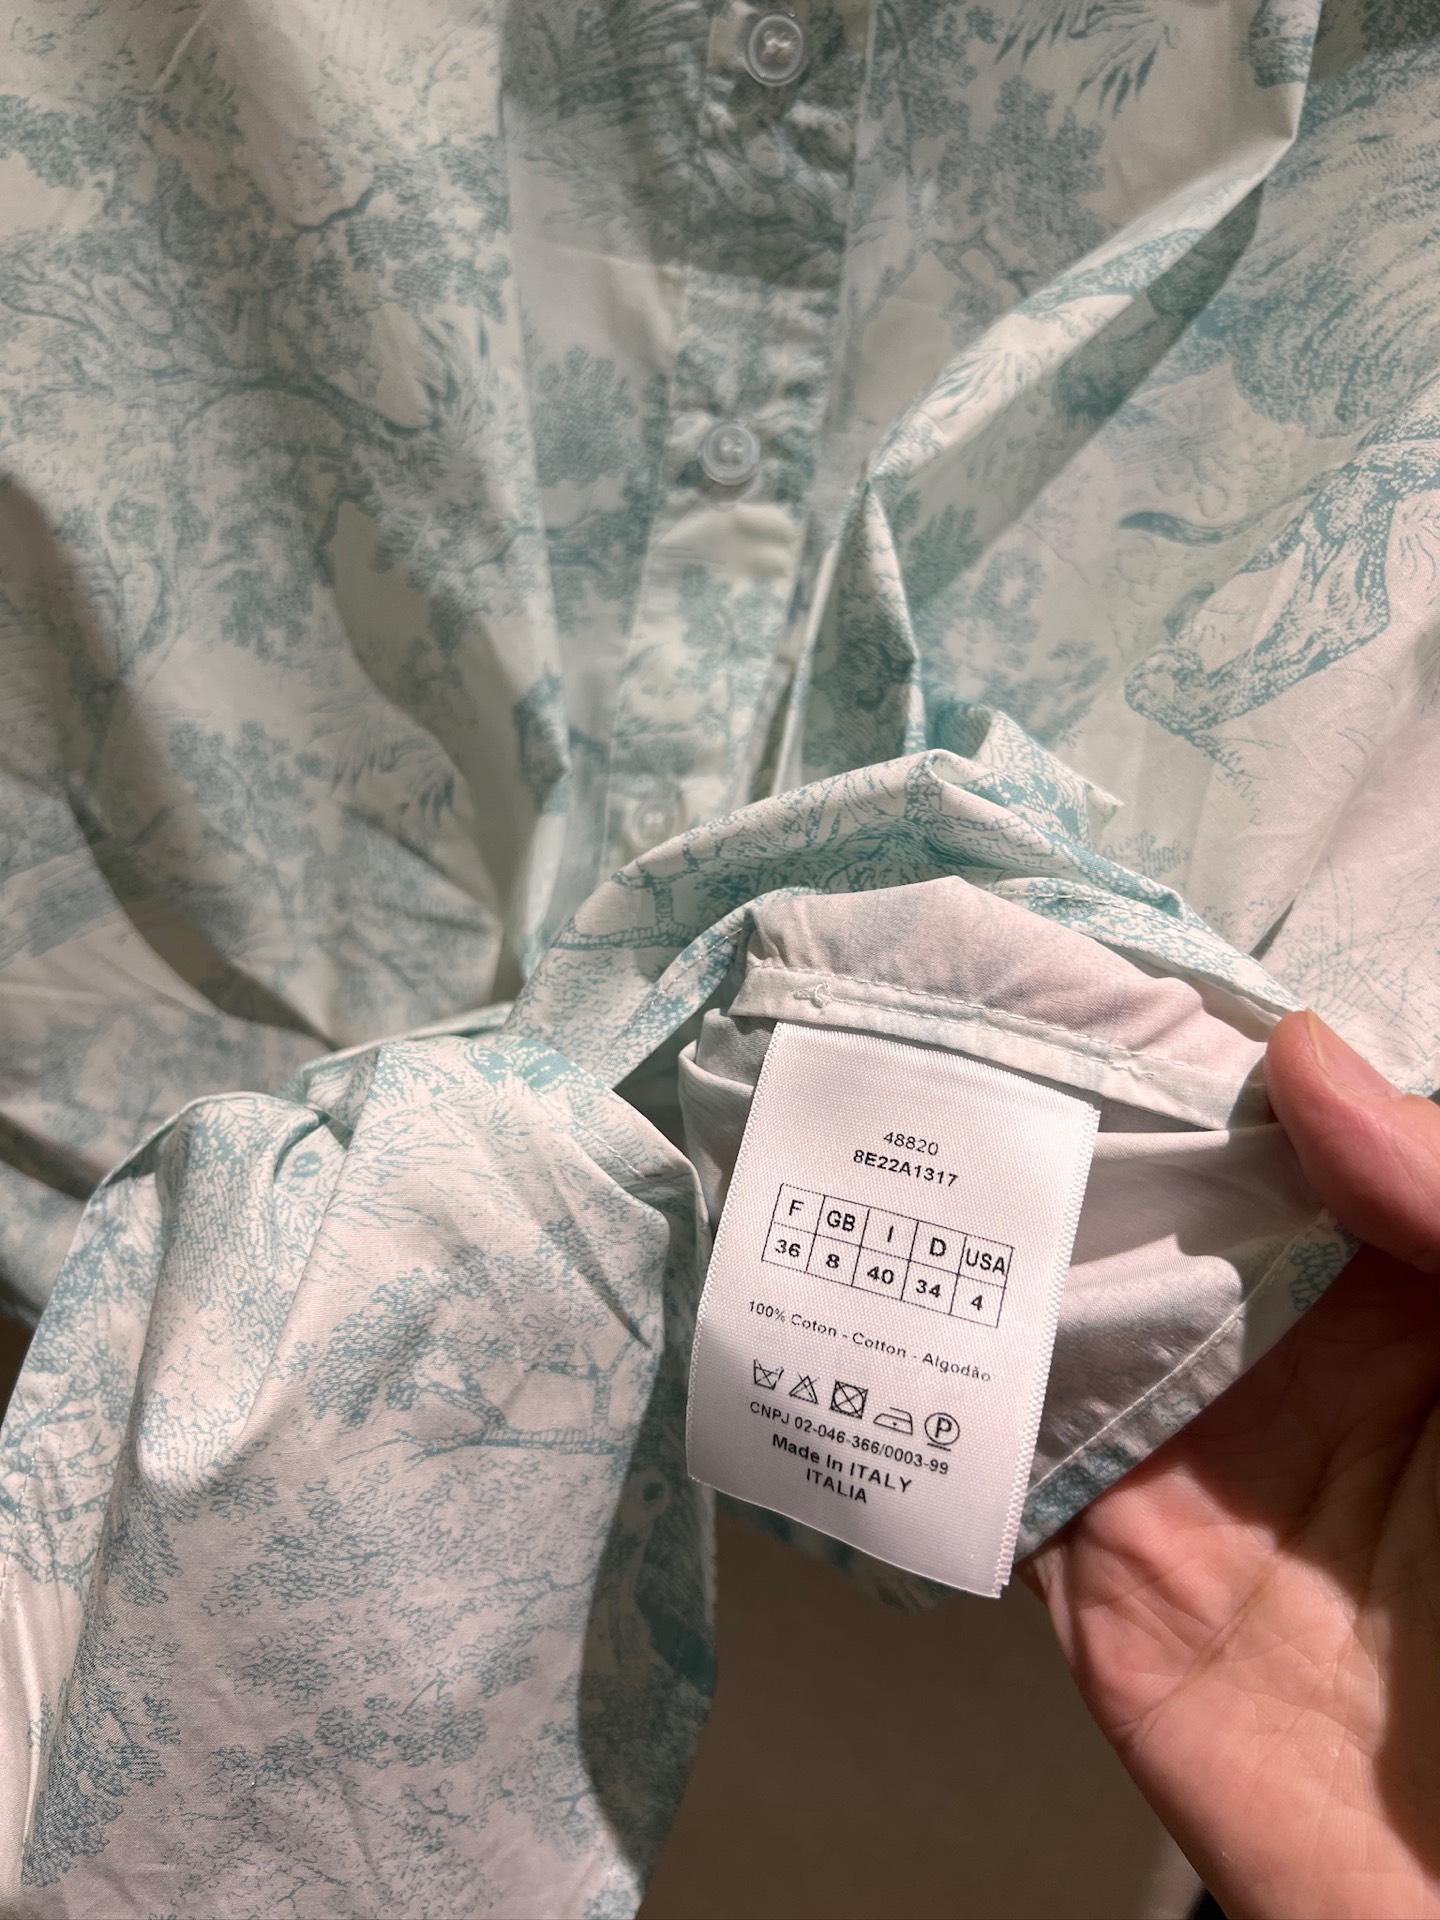 48820
8E22A1317
F GB I D USA
36 8 40 34 4
100% Coton - Cotton - Algodão
P
CNPJ 02-046-366/0003-99
Made In ITALY
ITALIA